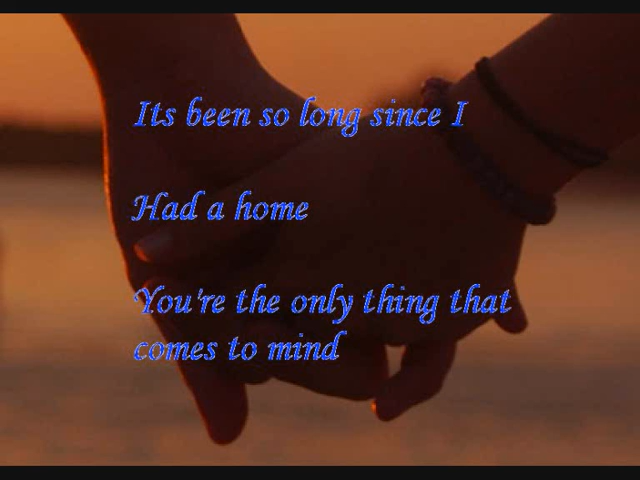 Its been so long since I
Had a home
You're the only thing that
comes to mind